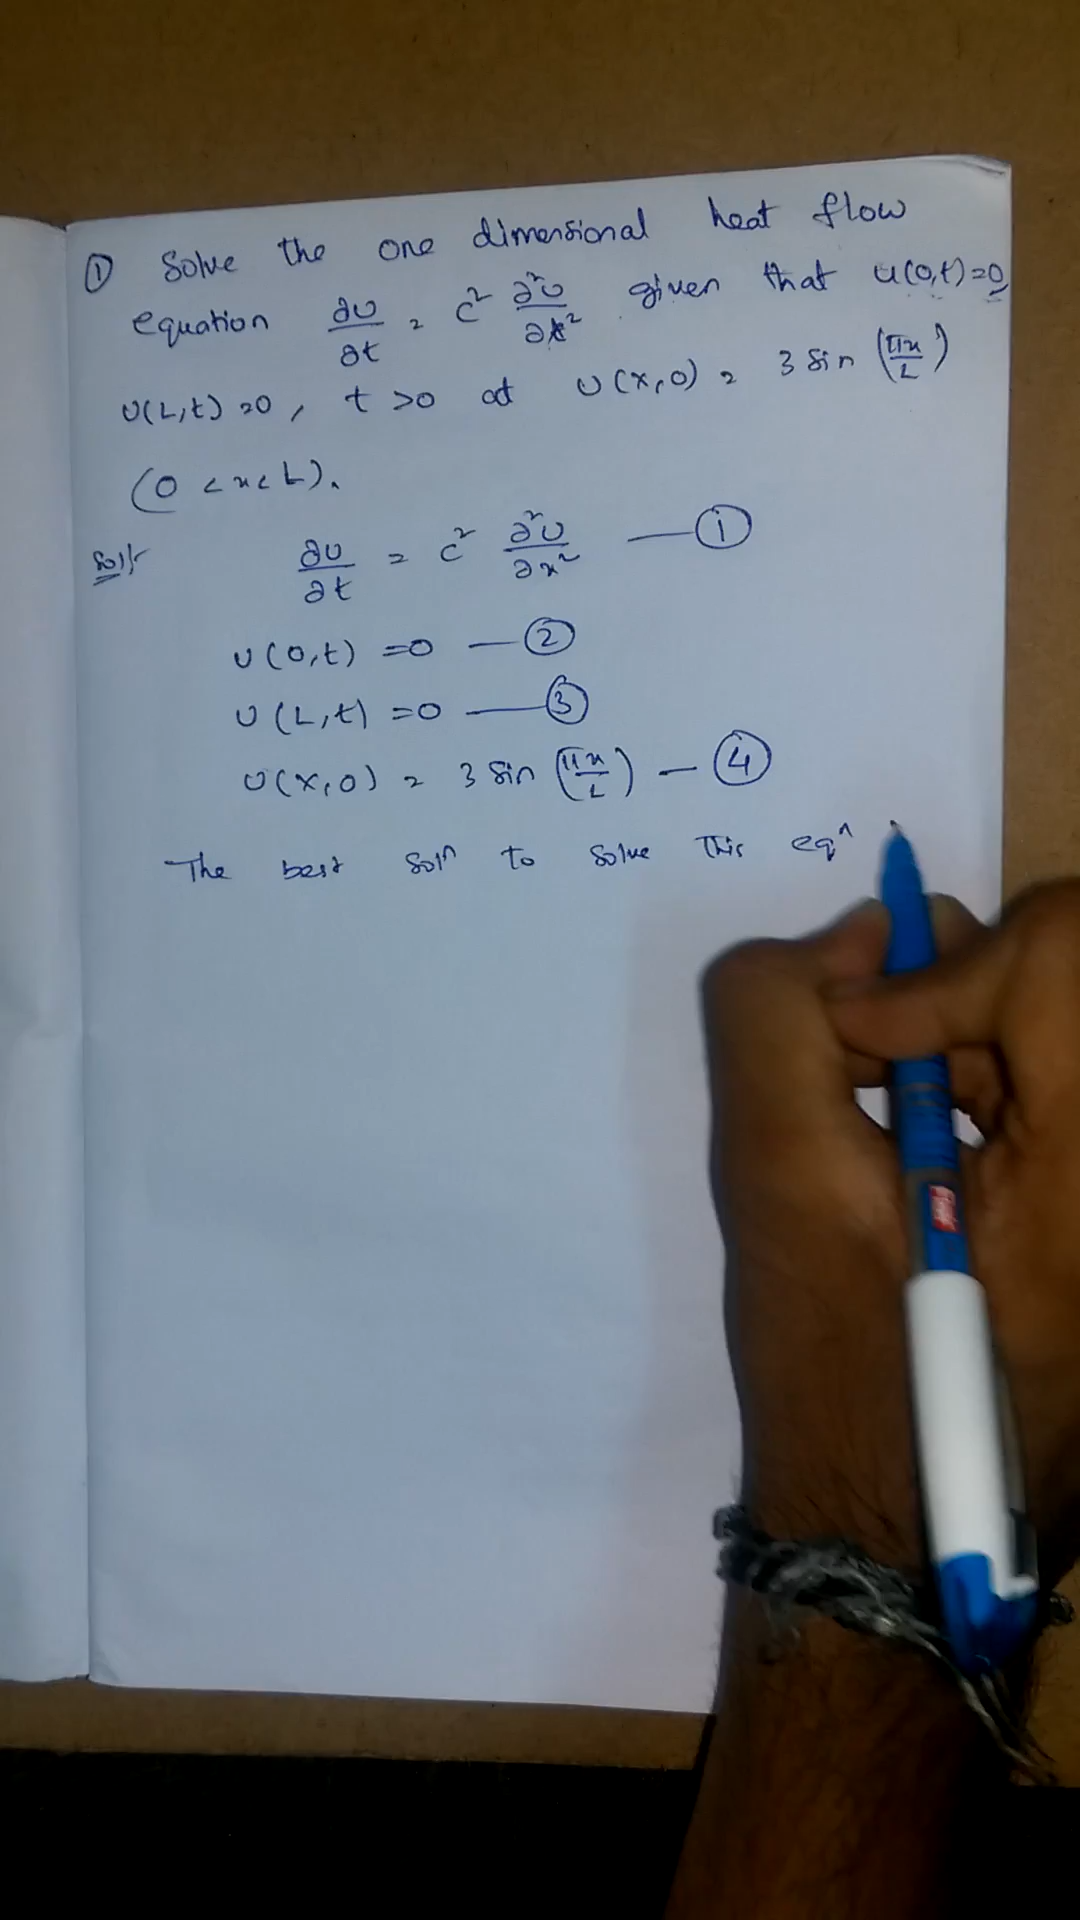 ① Solve the one dimensional heat flow
equation ∂u/∂t = c² ∂²u/∂x² given that u(0,t)=0
u(L,t)=0, t>0 at u(x,0) = 3 sin (πx/L)
(0 < x < L).
Sol:- ∂u/∂t = c² ∂²u/∂x² — ①
u(0,t) =0 — ②
u(L,t) =0 — ③
u(x,0) = 3 sin (πx/L) — ④
The best solⁿ to solve this eqⁿ